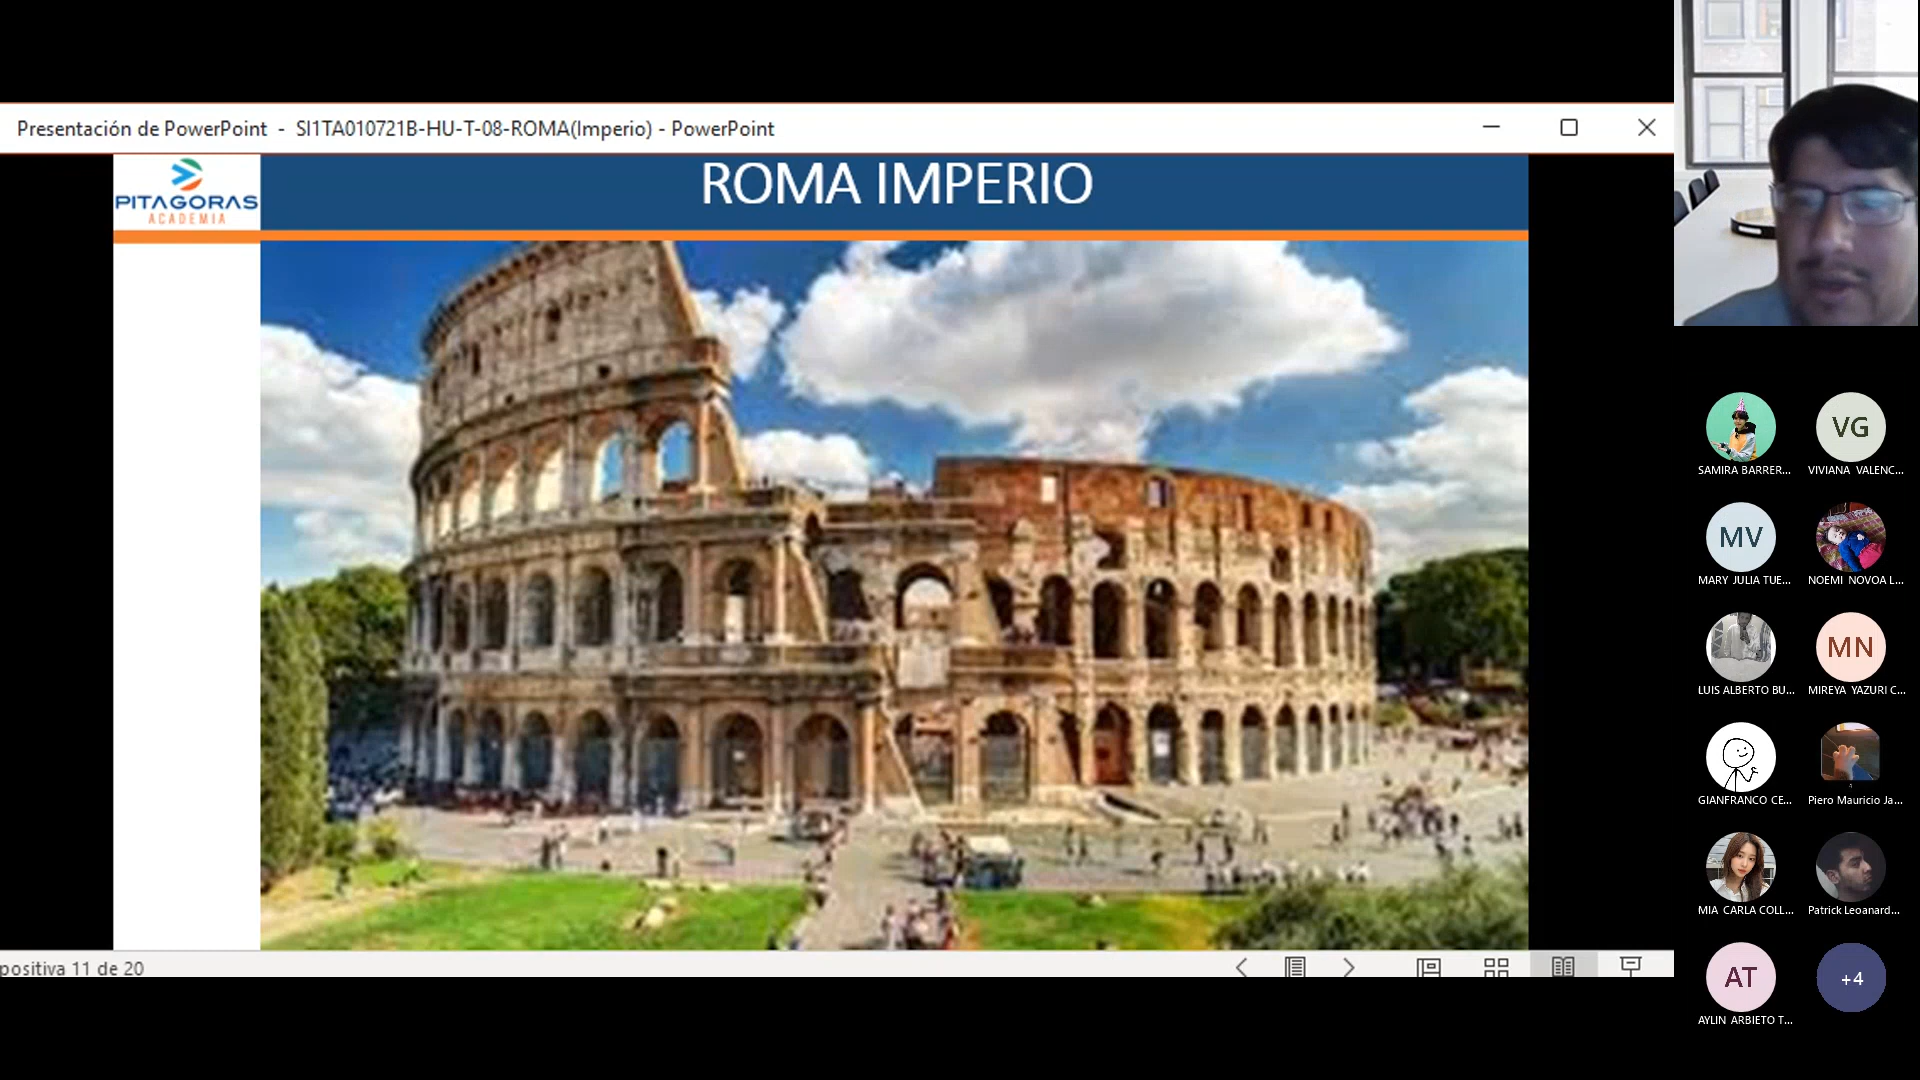 Presentación de PowerPoint - SI1TA010721B-HU-T-08-ROMA(Imperio) - PowerPoint
PITAGORAS
ACADEMIA
ROMA IMPERIO
positiva 11 de 20
SAMIRA BARRER...
VG
VIVIANA VALENC...
MV
MARY JULIA TUE...
NOEMI NOVOA L...
LUIS ALBERTO BU...
MN
MIREYA YAZURI C...
GIANFRANCO CE...
Piero Mauricio Ja...
MIA CARLA COLL...
Patrick Leoanard...
AT
AYLIN ARBIETO T...
+4